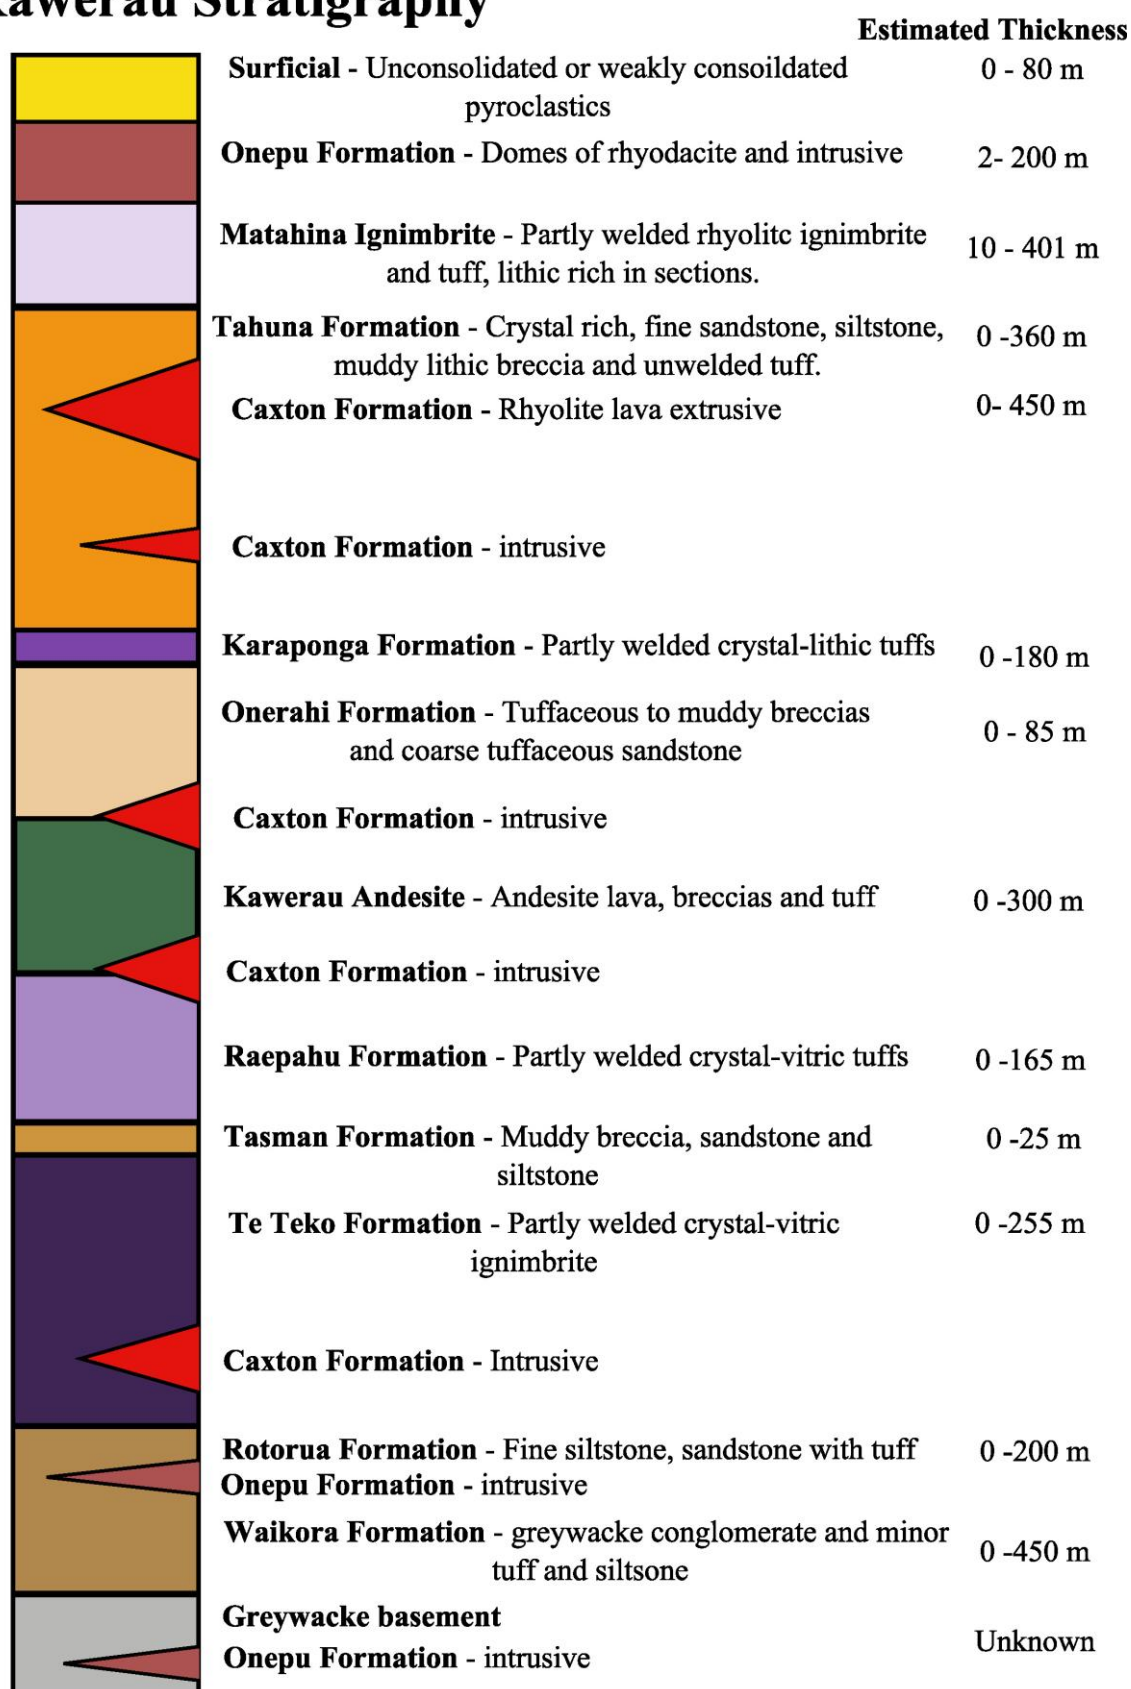 Kawerau Stratigraphy
Estimated Thickness
Surficial - Unconsolidated or weakly consoildated
pyroclastics
0 - 80 m
Onepu Formation - Domes of rhyodacite and intrusive
2- 200 m
Matahina Ignimbrite - Partly welded rhyolitc ignimbrite
and tuff, lithic rich in sections.
10 - 401 m
Tahuna Formation - Crystal rich, fine sandstone, siltstone,
muddy lithic breccia and unwelded tuff.
0 -360 m
Caxton Formation - Rhyolite lava extrusive
0- 450 m
Caxton Formation - intrusive
Karaponga Formation - Partly welded crystal-lithic tuffs
0 -180 m
Onerahi Formation - Tuffaceous to muddy breccias
and coarse tuffaceous sandstone
0 - 85 m
Caxton Formation - intrusive
Kawerau Andesite - Andesite lava, breccias and tuff
0 -300 m
Caxton Formation - intrusive
Raepahu Formation - Partly welded crystal-vitric tuffs
0 -165 m
Tasman Formation - Muddy breccia, sandstone and
siltstone
0 -25 m
Te Teko Formation - Partly welded crystal-vitric
ignimbrite
0 -255 m
Caxton Formation - Intrusive
Rotorua Formation - Fine siltstone, sandstone with tuff
0 -200 m
Onepu Formation - intrusive
Waikora Formation - greywacke conglomerate and minor
tuff and siltsone
0 -450 m
Greywacke basement
Unknown
Onepu Formation - intrusive